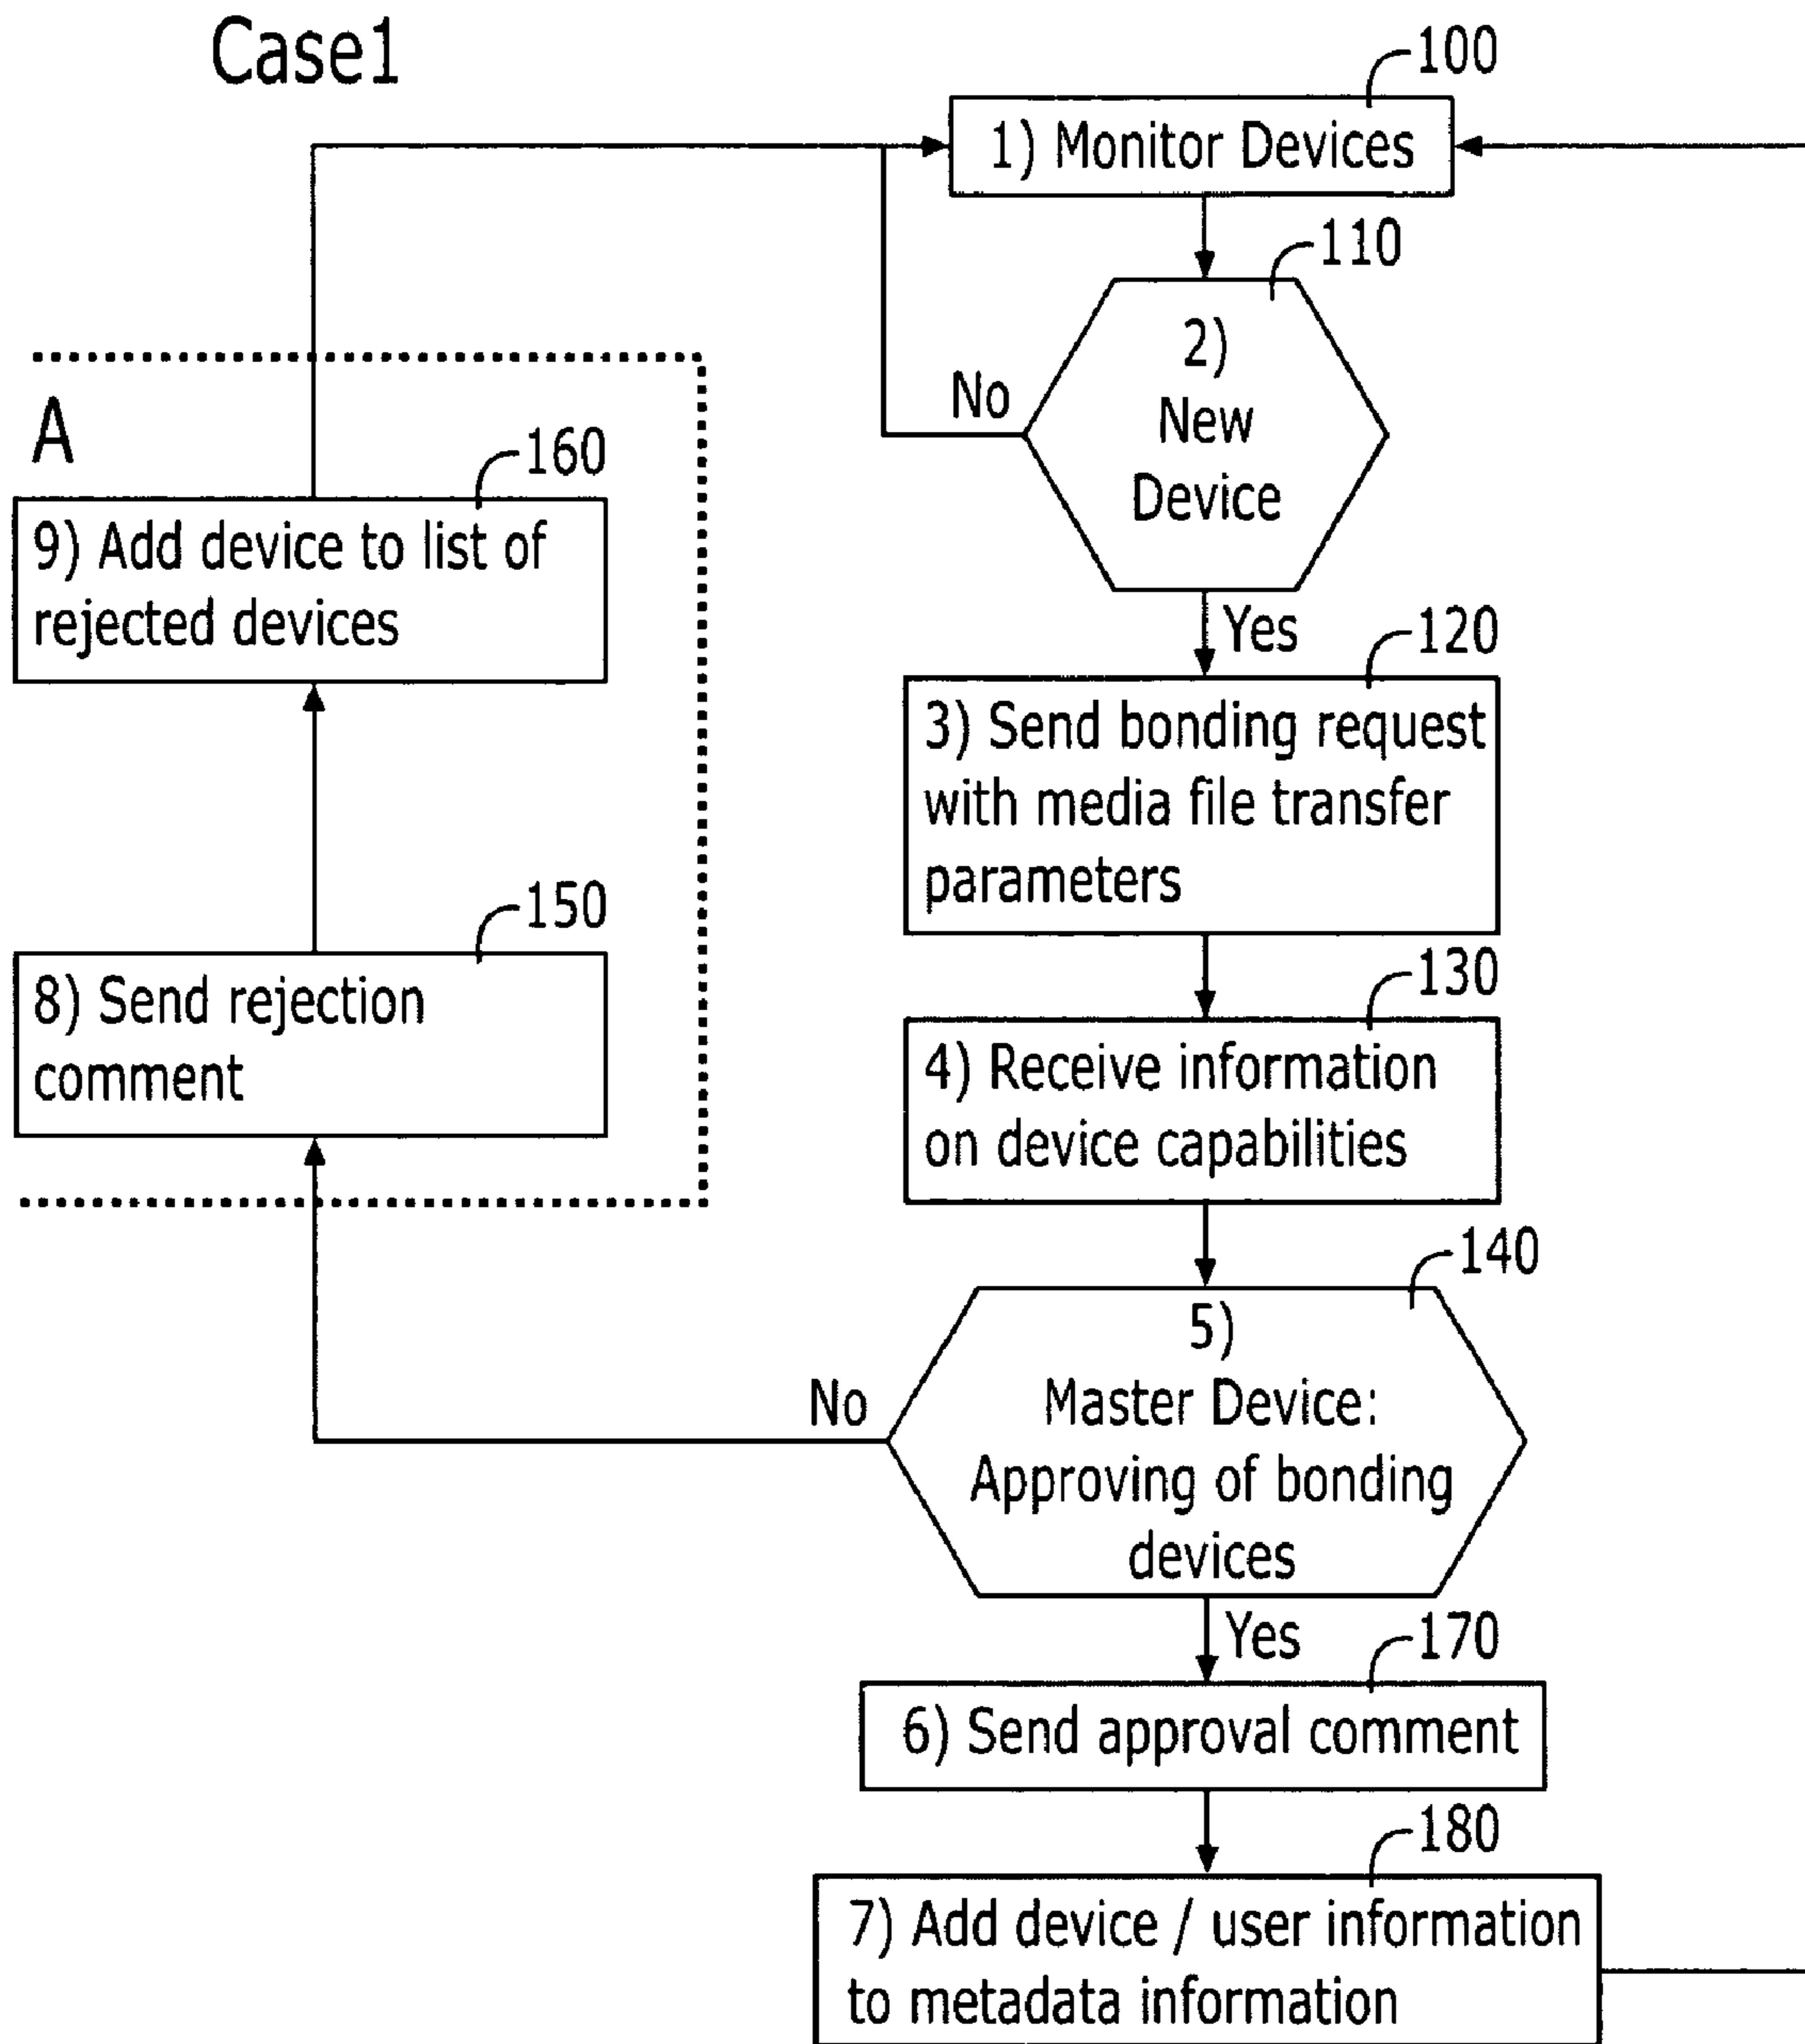 Case1
100
1) Monitor Devices
110
2)
New
Device
No
Yes
120
3) Send bonding request
with media file transfer
parameters
130
4) Receive information
on device capabilities
140
5)
Master Device:
Approving of bonding
devices
No
Yes
170
6) Send approval comment
180
7) Add device / user information
to metadata information
A
160
9) Add device to list of
rejected devices
150
8) Send rejection
comment